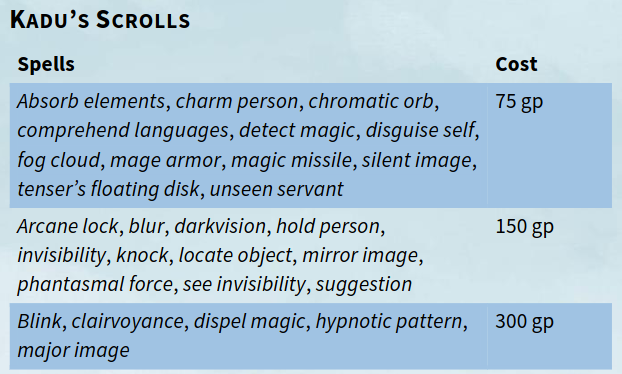 Kadu's Scrolls
Spells Cost
Absorb elements, charm person, chromatic orb, 75 gp
comprehend languages, detect magic, disguise self,
fog cloud, mage armor, magic missile, silent image,
tenser's floating disk, unseen servant
Arcane lock, blur, darkvision, hold person, 150 gp
invisibility, knock, locate object, mirror image,
phantasmal force, see invisibility, suggestion
Blink, clairvoyance, dispel magic, hypnotic pattern, 300 gp
major image